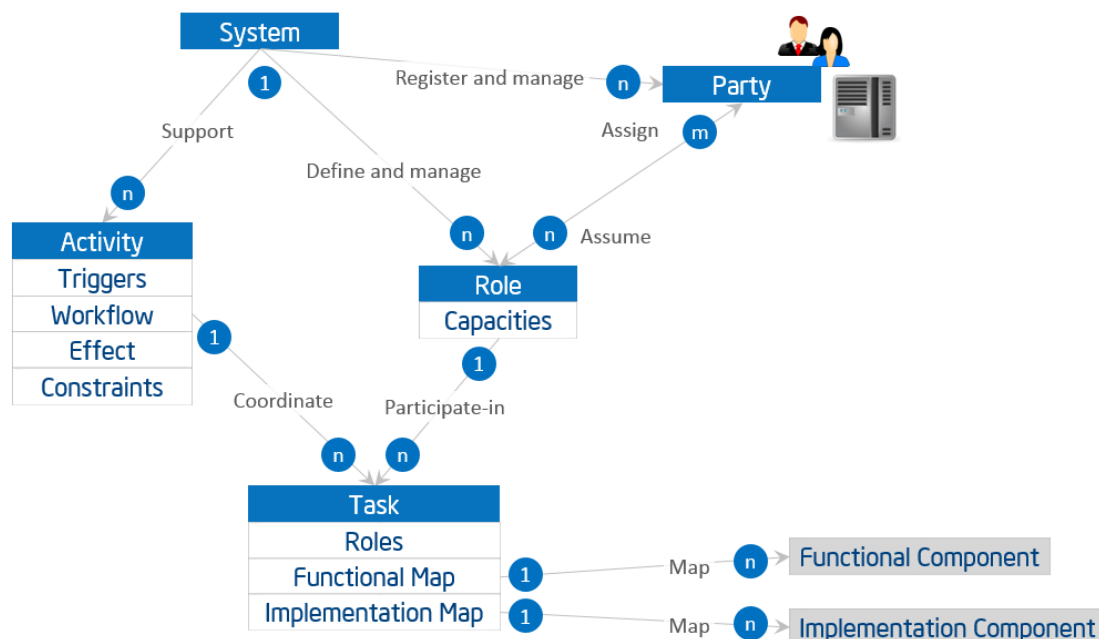 System
1
Register and manage
n
Party
Support
Assign
m
Define and manage
n
n
n
Assume
Activity
Triggers
Workflow
Effect
Constraints
Role
Capacities
1
1
Coordinate
Participate-in
n
n
Task
Roles
Functional Map
1
Map
n
Functional Component
Implementation Map
1
Map
n
Implementation Component